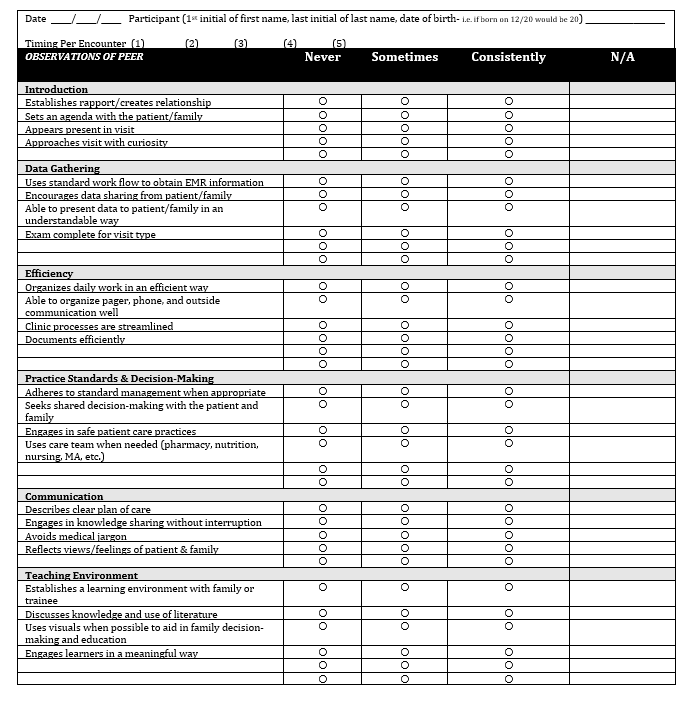 Date ___/___/___ Participant (1st initial of first name, last initial of last name, date of birth- i.e. if born on 12/20 would be 20) ______________
Timing Per Encounter (1) (2) (3) (4) (5)
OBSERVATIONS OF PEER Never Sometimes Consistently N/A
Introduction
Establishes rapport/creates relationship
Sets an agenda with the patient/family
Appears present in visit
Approaches visit with curiosity
Data Gathering
Uses standard work flow to obtain EMR information
Encourages data sharing from patient/family
Able to present data to patient/family in an
understandable way
Exam complete for visit type
Efficiency
Organizes daily work in an efficient way
Able to organize pager, phone, and outside
communication well
Clinic processes are streamlined
Documents efficiently
Practice Standards & Decision-Making
Adheres to standard management when appropriate
Seeks shared decision-making with the patient and
family
Engages in safe patient care practices
Uses care team when needed (pharmacy, nutrition,
nursing, MA, etc.)
Communication
Describes clear plan of care
Engages in knowledge sharing without interruption
Avoids medical jargon
Reflects views/feelings of patient & family
Teaching Environment
Establishes a learning environment with family or
trainee
Discusses knowledge and use of literature
Uses visuals when possible to aid in family decision-
making and education
Engages learners in a meaningful way